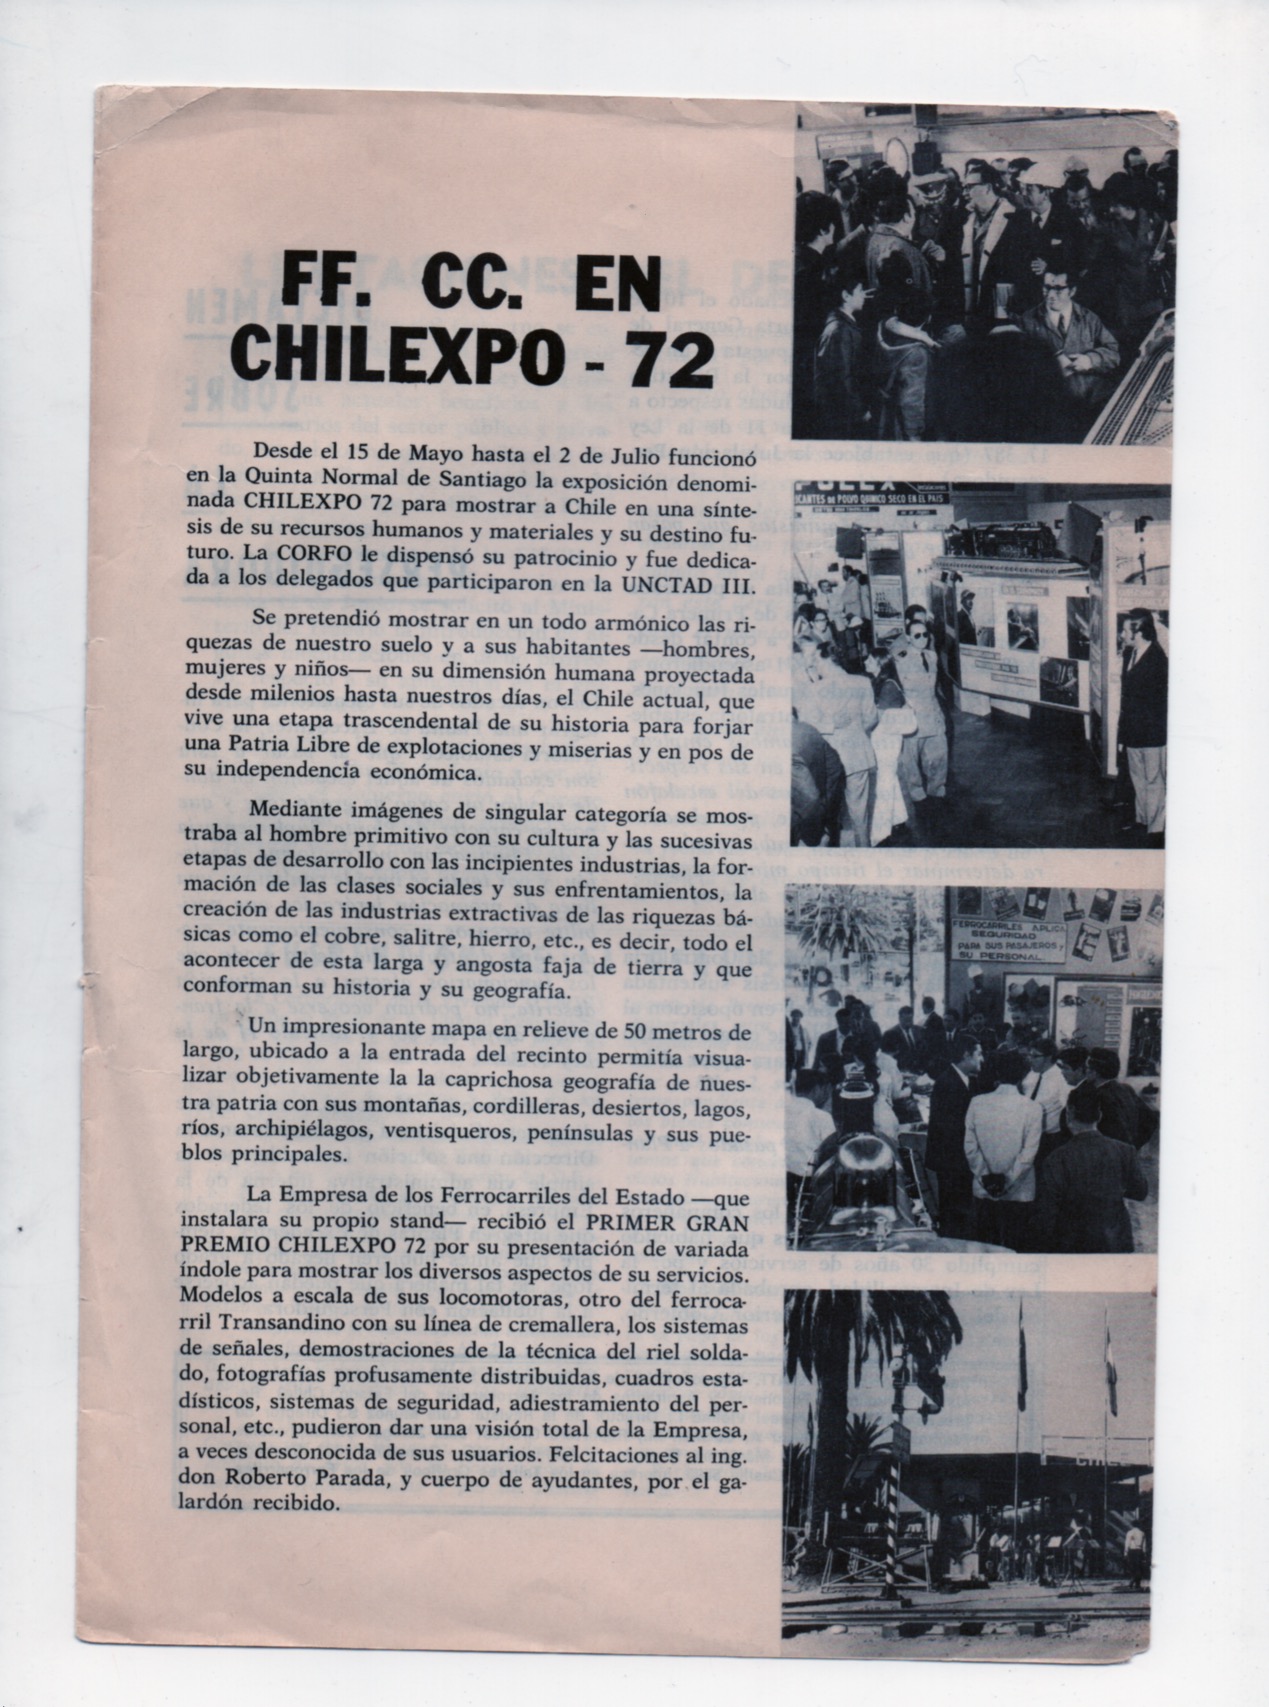 FF. CC. EN
CHILEXPO - 72
Desde el 15 de Mayo hasta el 2 de Julio funcionó
en la Quinta Normal de Santiago la exposición denomi-
nada CHILEXPO 72 para mostrar a Chile en una sínte-
sis de su recursos humanos y materiales y su destino fu-
turo. La CORFO le dispensó su patrocinio y fue dedica-
da a los delegados que participaron en la UNCTAD III.
Se pretendió mostrar en un todo armónico las ri-
quezas de nuestro suelo y a sus habitantes —hombres,
mujeres y niños— en su dimensión humana proyectada
desde milenios hasta nuestros días, el Chile actual, que
vive una etapa trascendental de su historia para forjar
una Patria Libre de explotaciones y miserias y en pos de
su independencia económica.
Mediante imágenes de singular categoría se mos-
traba al hombre primitivo con su cultura y las sucesivas
etapas de desarrollo con las incipientes industrias, la for-
mación de las clases sociales y sus enfrentamientos, la
creación de las industrias extractivas de las riquezas bá-
sicas como el cobre, salitre, hierro, etc., es decir, todo el
acontecer de esta larga y angosta faja de tierra y que
conforman su historia y su geografía.
Un impresionante mapa en relieve de 50 metros de
largo, ubicado a la entrada del recinto permitía visua-
lizar objetivamente la la caprichosa geografía de nues-
tra patria con sus montañas, cordilleras, desiertos, lagos,
ríos, archipiélagos, ventisqueros, penínsulas y sus pue-
blos principales.
La Empresa de los Ferrocarriles del Estado —que
instalara su propio stand— recibió el PRIMER GRAN
PREMIO CHILEXPO 72 por su presentación de variada
índole para mostrar los diversos aspectos de su servicios.
Modelos a escala de sus locomotoras, otro del ferroca-
rril Transandino con su línea de cremallera, los sistemas
de señales, demostraciones de la técnica del riel solda-
do, fotografías profusamente distribuidas, cuadros esta-
dísticos, sistemas de seguridad, adiestramiento del per-
sonal, etc., pudieron dar una visión total de la Empresa,
a veces desconocida de sus usuarios. Felcitaciones al ing.
don Roberto Parada, y cuerpo de ayudantes, por el ga-
lardón recibido.
DE POLVO QUIMICO SECO EN EL PAIS
FERROCARRILES APLICA
SEGURIDAD
PARA SUS PASAJEROS Y
SU PERSONAL